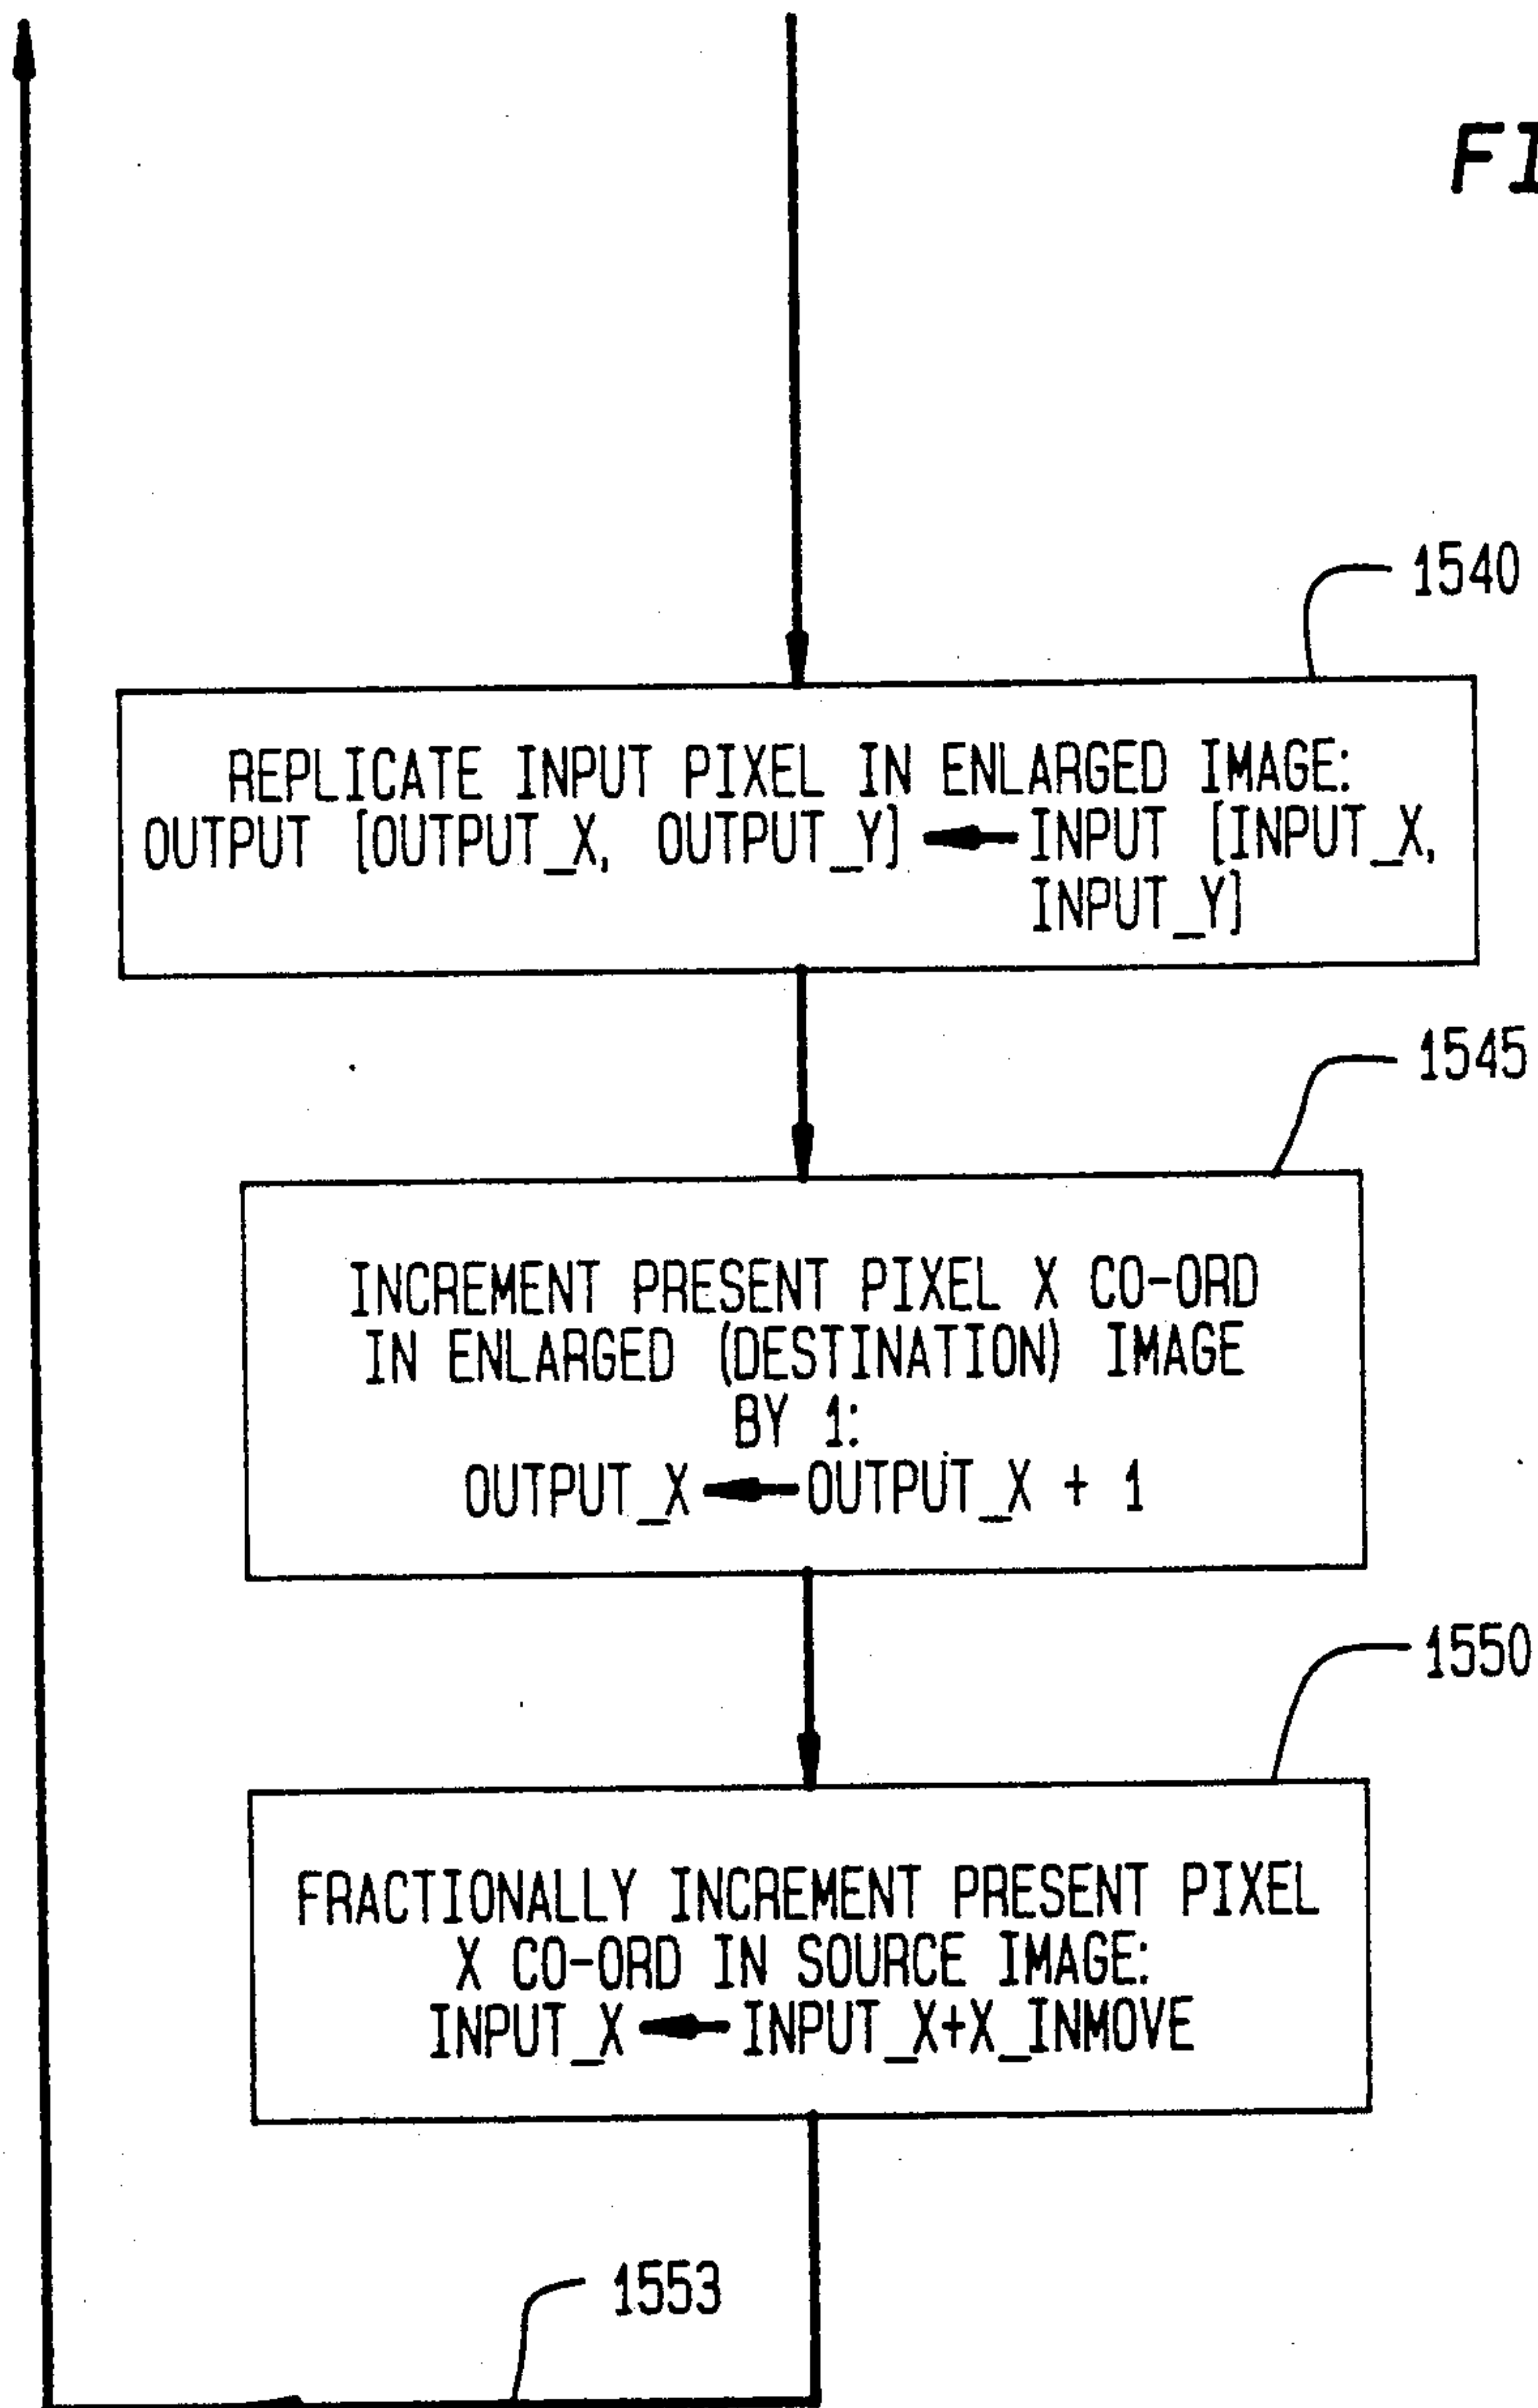 FI
1540
REPLICATE INPUT PIXEL IN ENLARGED IMAGE:
OUTPUT [OUTPUT_X, OUTPUT_Y] ← INPUT [INPUT_X,
INPUT_Y]
1545
INCREMENT PRESENT PIXEL X CO-ORD
IN ENLARGED (DESTINATION) IMAGE
BY 1:
OUTPUT_X ← OUTPUT_X + 1
1550
FRACTIONALLY INCREMENT PRESENT PIXEL
X CO-ORD IN SOURCE IMAGE:
INPUT_X ← INPUT_X+X_INMOVE
1553